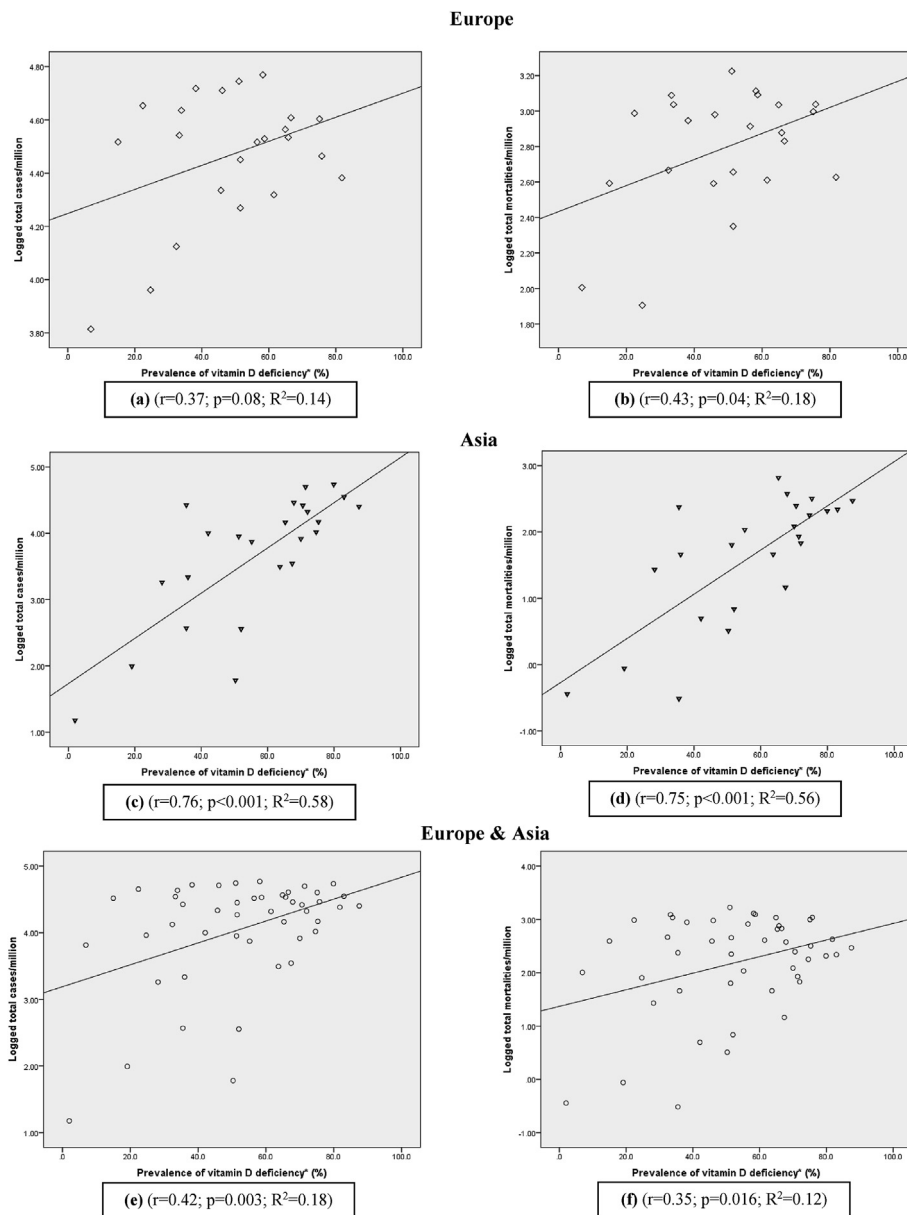 Europe
4.80
4.60
4.40
4.20
4.00
3.80
Logged total cases/million
.0 20.0 40.0 60.0 80.0 100.0
Prevalence of vitamin D deficiency* (%)
(a) (r=0.37; p=0.08; R²=0.14)
3.20
3.00
2.80
2.60
2.40
2.20
2.00
1.80
Logged total mortalities/million
.0 20.0 40.0 60.0 80.0 100.0
Prevalence of vitamin D deficiency* (%)
(b) (r=0.43; p=0.04; R²=0.18)
Asia
5.00
4.00
3.00
2.00
1.00
Logged total cases/million
.0 20.0 40.0 60.0 80.0 100.0
Prevalence of vitamin D deficiency* (%)
(c) (r=0.76; p<0.001; R²=0.58)
3.00
2.00
1.00
.00
-1.00
Logged total mortalities/million
.0 20.0 40.0 60.0 80.0 100.0
Prevalence of vitamin D deficiency* (%)
(d) (r=0.75; p<0.001; R²=0.56)
Europe & Asia
5.00
4.00
3.00
2.00
1.00
Logged total cases/million
.0 20.0 40.0 60.0 80.0 100.0
Prevalence of vitamin D deficiency* (%)
(e) (r=0.42; p=0.003; R²=0.18)
4.00
3.00
2.00
1.00
.00
-1.00
Logged total mortalities/million
.0 20.0 40.0 60.0 80.0 100.0
Prevalence of vitamin D deficiency* (%)
(f) (r=0.35; p=0.016; R²=0.12)